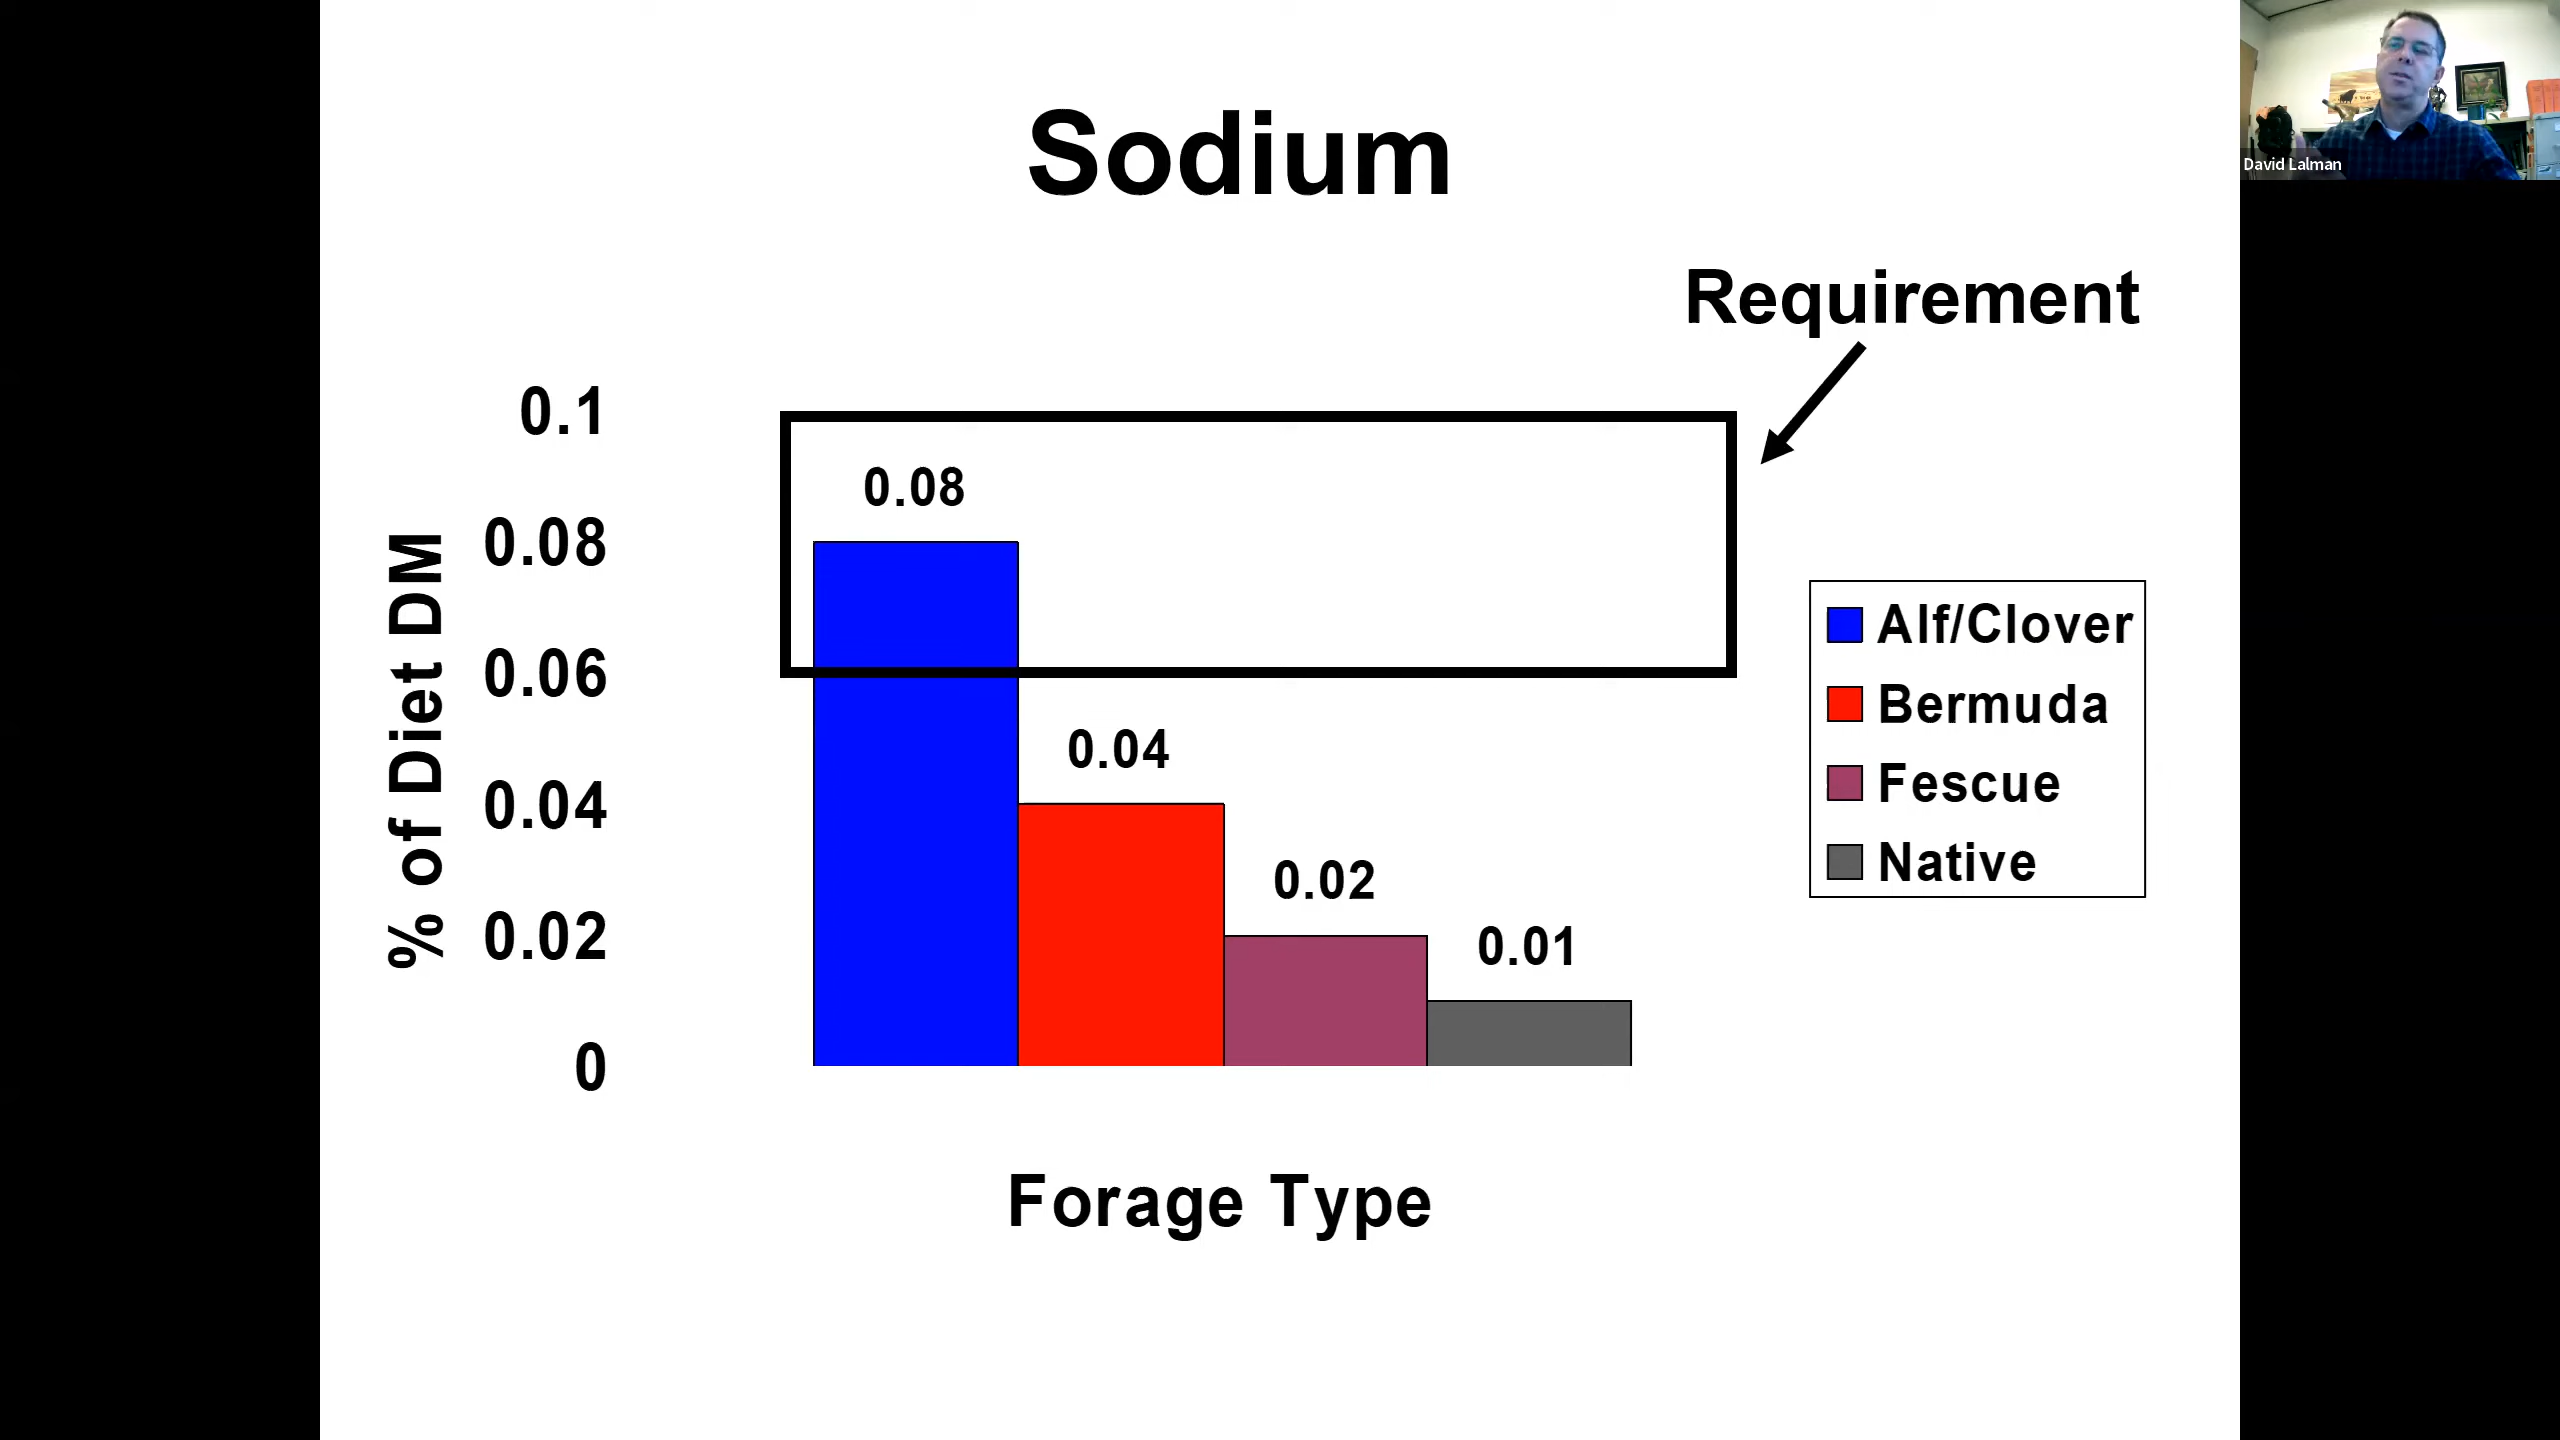 Sodium
Requirement
0.1
0.08
0.06
0.04
0.02
0
% of Diet DM
0.08
0.04
0.02
0.01
Alf/Clover
Bermuda
Fescue
Native
Forage Type
David Lalman